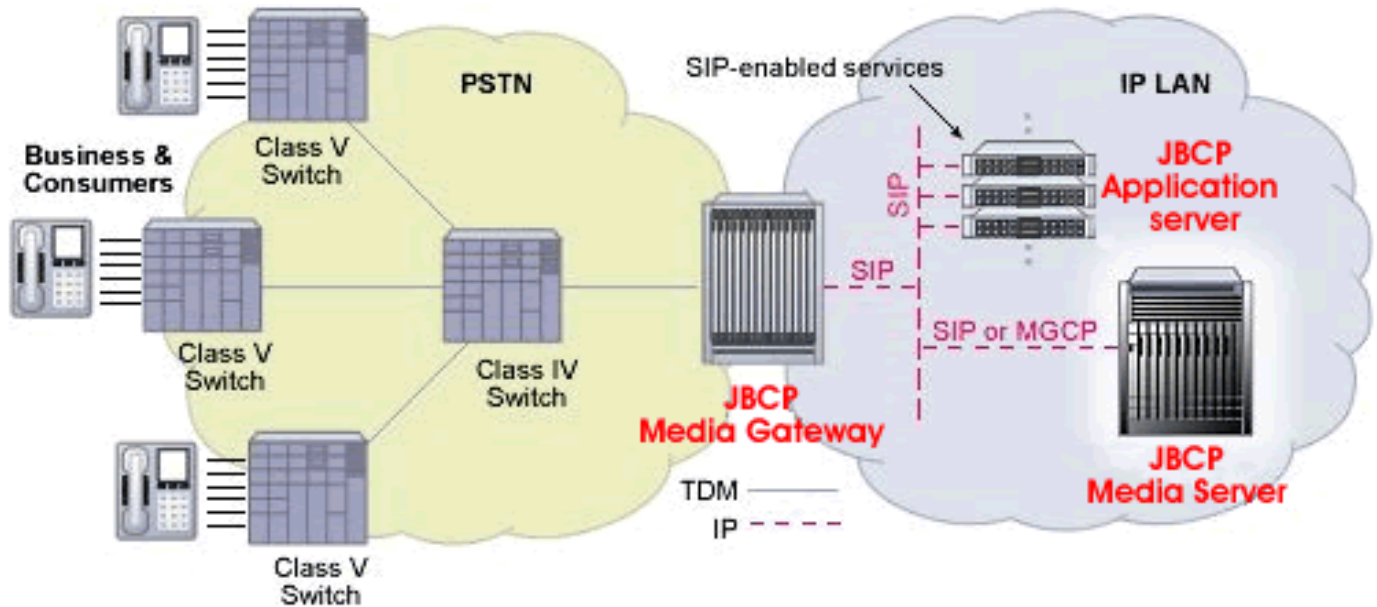 PSTN
SIP-enabled services
IP LAN
Class V
Switch
JBCP
Application
server
Business &
Consumers
SIP
SIP
Class V
Switch
Class IV
Switch
SIP or MGCP
JBCP
Media Gateway
JBCP
Media Server
TDM
IP
Class V
Switch